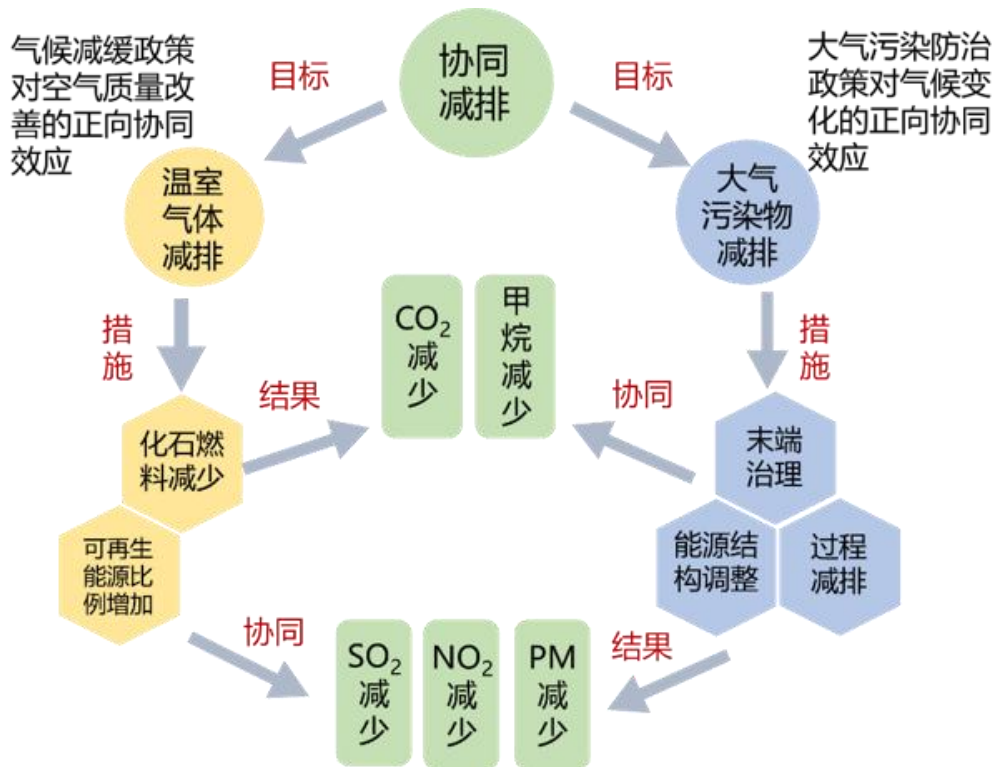 气候减缓政策
对空气质量改
善的正向协同
效应
目标
协同
减排
目标
大气污染防治
政策对气候变
化的正向协同
效应
温室
气体
减排
大气
污染物
减排
措
施
CO₂
减
少
甲
烷
减
少
措
施
结果
协同
化石燃
料减少
末端
治理
可再生
能源比
例增加
能源结
构调整
过程
减排
协同
SO₂
减
少
NO₂
减
少
PM
减
少
结果